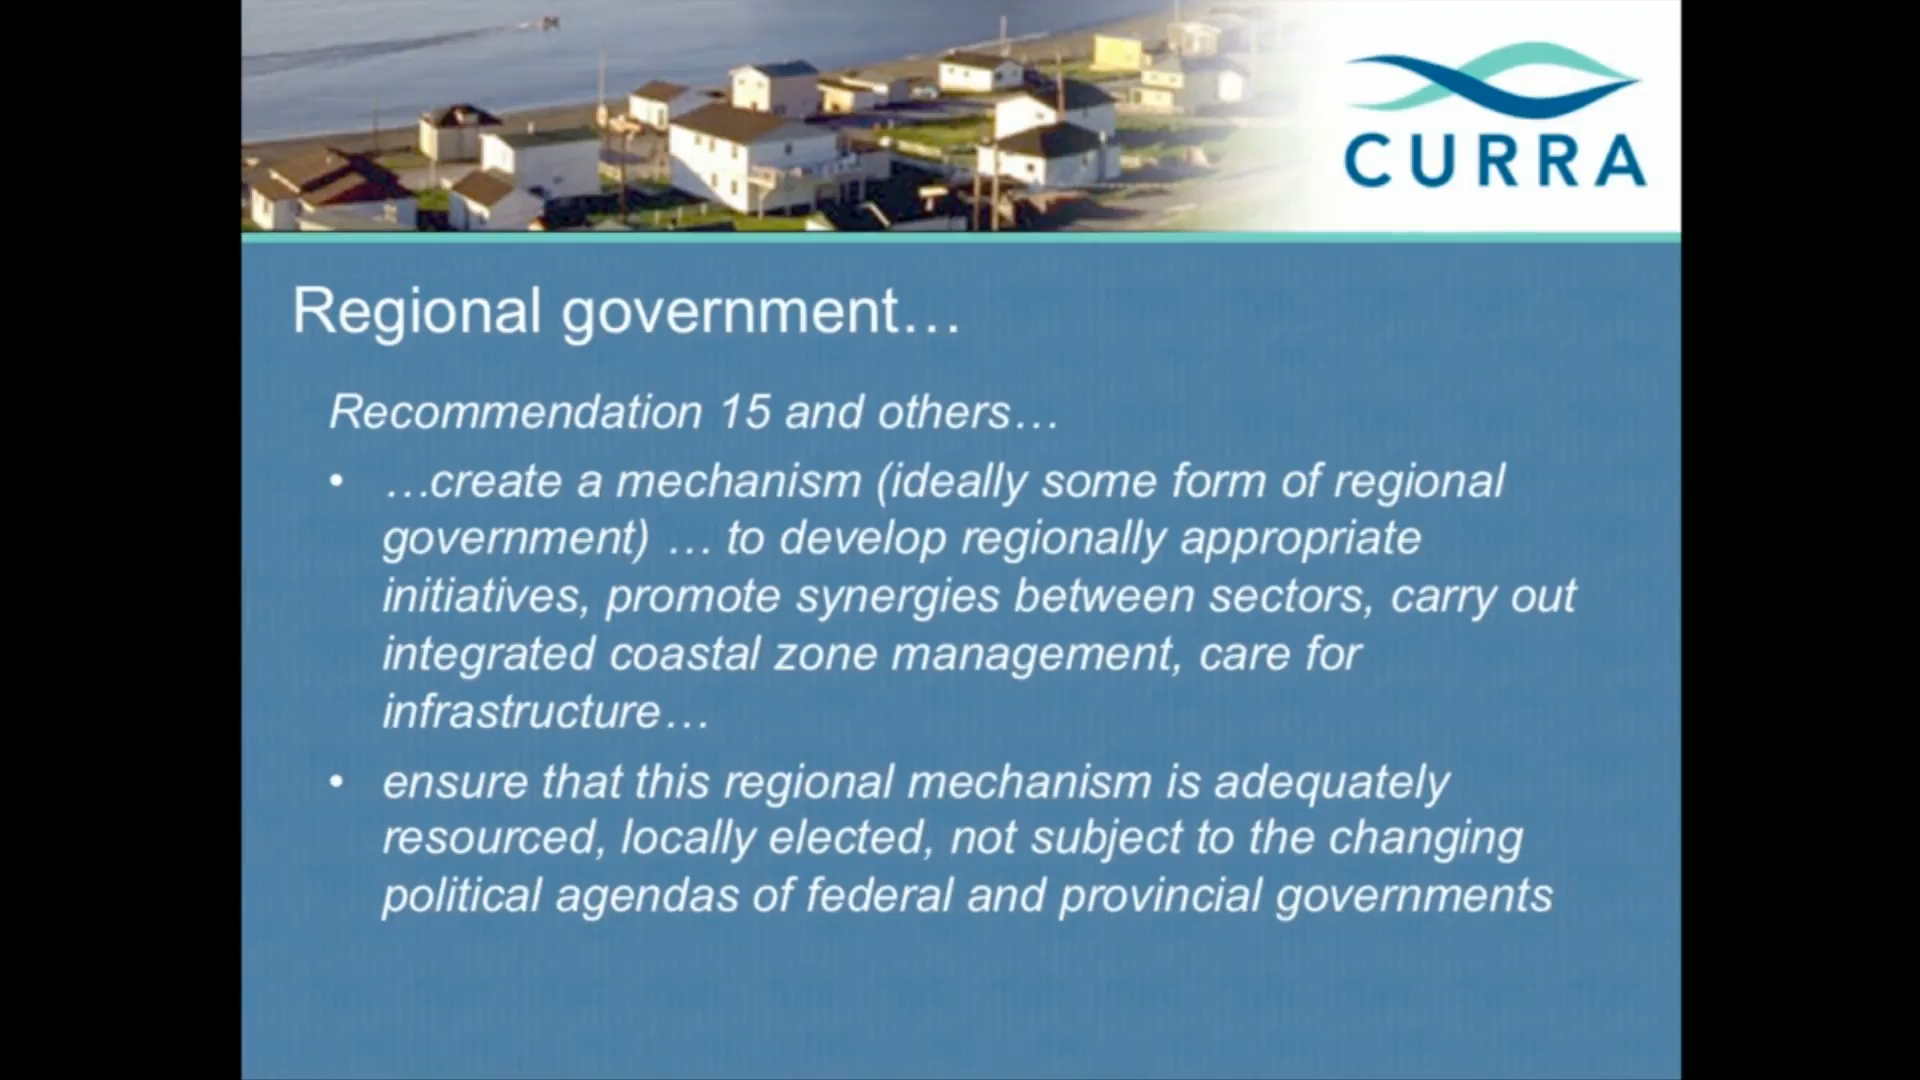 CURRA
Regional government…
Recommendation 15 and others…
• …create a mechanism (ideally some form of regional
government) … to develop regionally appropriate
initiatives, promote synergies between sectors, carry out
integrated coastal zone management, care for
infrastructure…
• ensure that this regional mechanism is adequately
resourced, locally elected, not subject to the changing
political agendas of federal and provincial governments